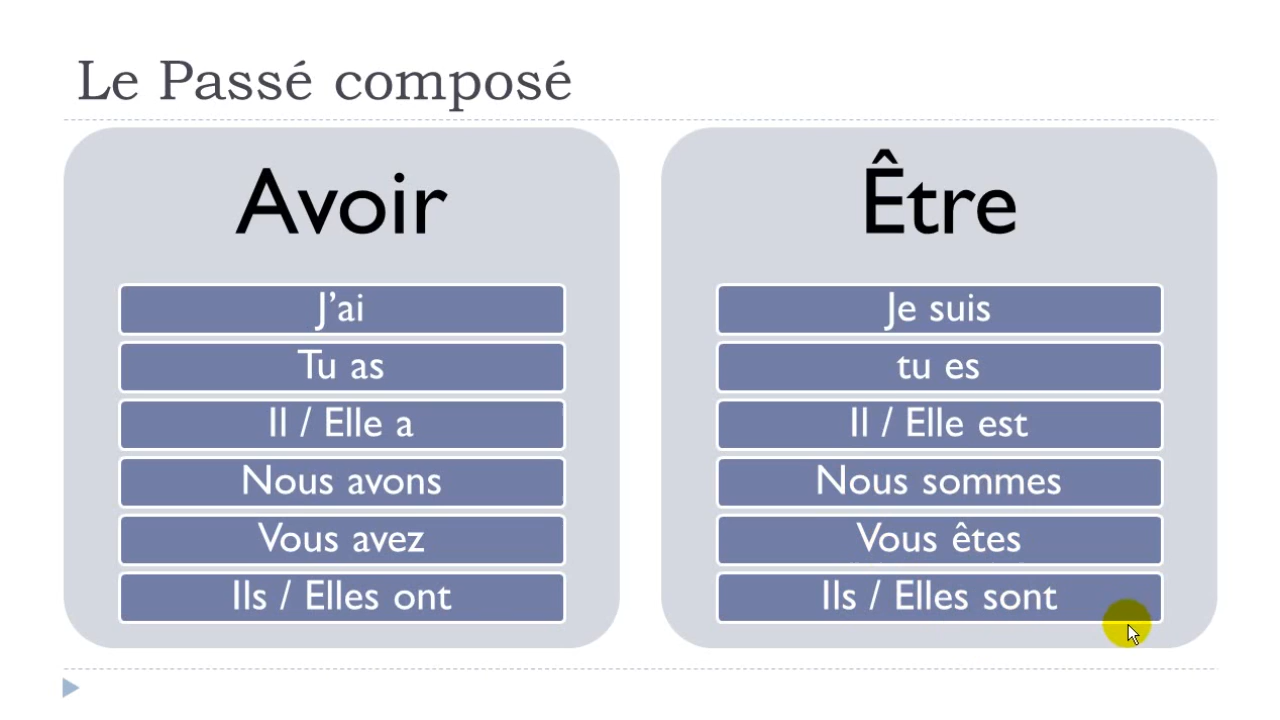 Le Passé composé
Avoir
J’ai
Tu as
Il / Elle a
Nous avons
Vous avez
Ils / Elles ont
Être
Je suis
tu es
Il / Elle est
Nous sommes
Vous êtes
Ils / Elles sont